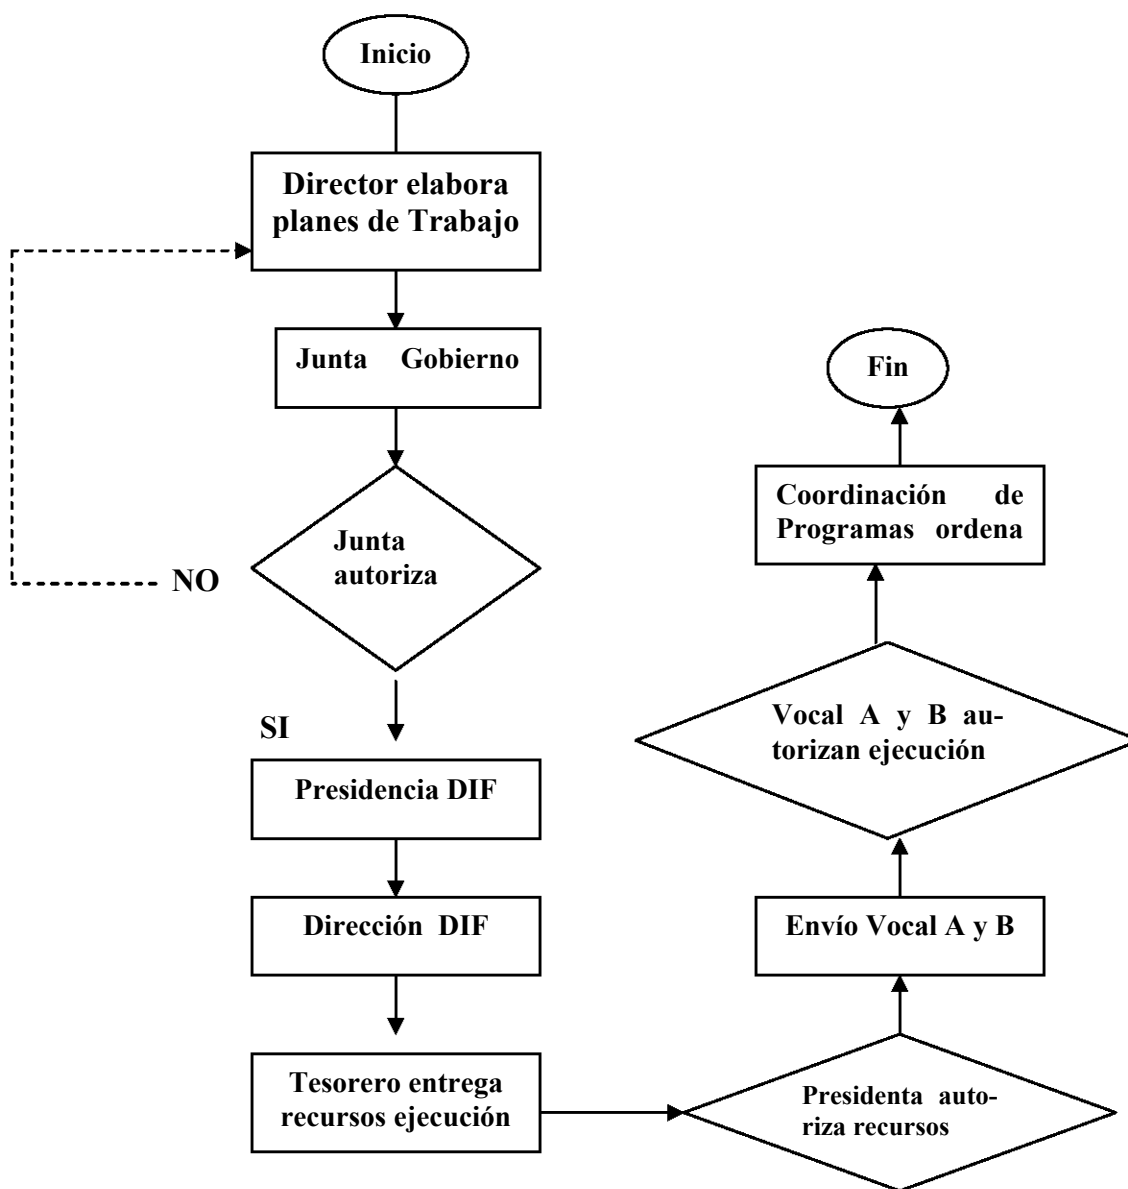 Inicio
Director elabora
planes de Trabajo
Junta Gobierno
Junta
autoriza
NO
SI
Presidencia DIF
Dirección DIF
Tesorero entrega
recursos ejecución
Presidenta auto-
riza recursos
Envío Vocal A y B
Vocal A y B au-
torizan ejecución
Coordinación de
Programas ordena
Fin